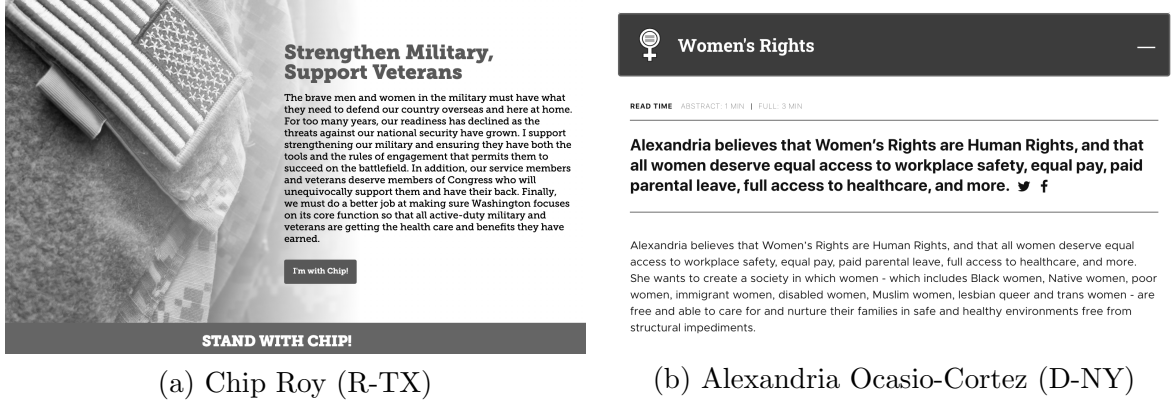 Strengthen Military,
Support Veterans
The brave men and women in the military must have what
they need to defend our country overseas and here at home.
For too many years, our readiness has declined as the
threats against our national security have grown. I support
strengthening our military and ensuring they have both the
tools and the rules of engagement that permits them to
succeed on the battlefield. In addition, our service members
and veterans deserve members of Congress who will
unequivocally support them and have their back. Finally,
we must do a better job at making sure Washington focuses
on its core function so that all active-duty military and
veterans are getting the health care and benefits they have
earned.
I'm with Chip!
STAND WITH CHIP!
(a) Chip Roy (R-TX)
Women's Rights
READ TIME ABSTRACT: 1 MIN | FULL: 3 MIN
Alexandria believes that Women's Rights are Human Rights, and that
all women deserve equal access to workplace safety, equal pay, paid
parental leave, full access to healthcare, and more.
Alexandria believes that Women's Rights are Human Rights, and that all women deserve equal
access to workplace safety, equal pay, paid parental leave, full access to healthcare, and more.
She wants to create a society in which women - which includes Black women, Native women, poor
women, immigrant women, disabled women, Muslim women, lesbian queer and trans women - are
free and able to care for and nurture their families in safe and healthy environments free from
structural impediments.
(b) Alexandria Ocasio-Cortez (D-NY)